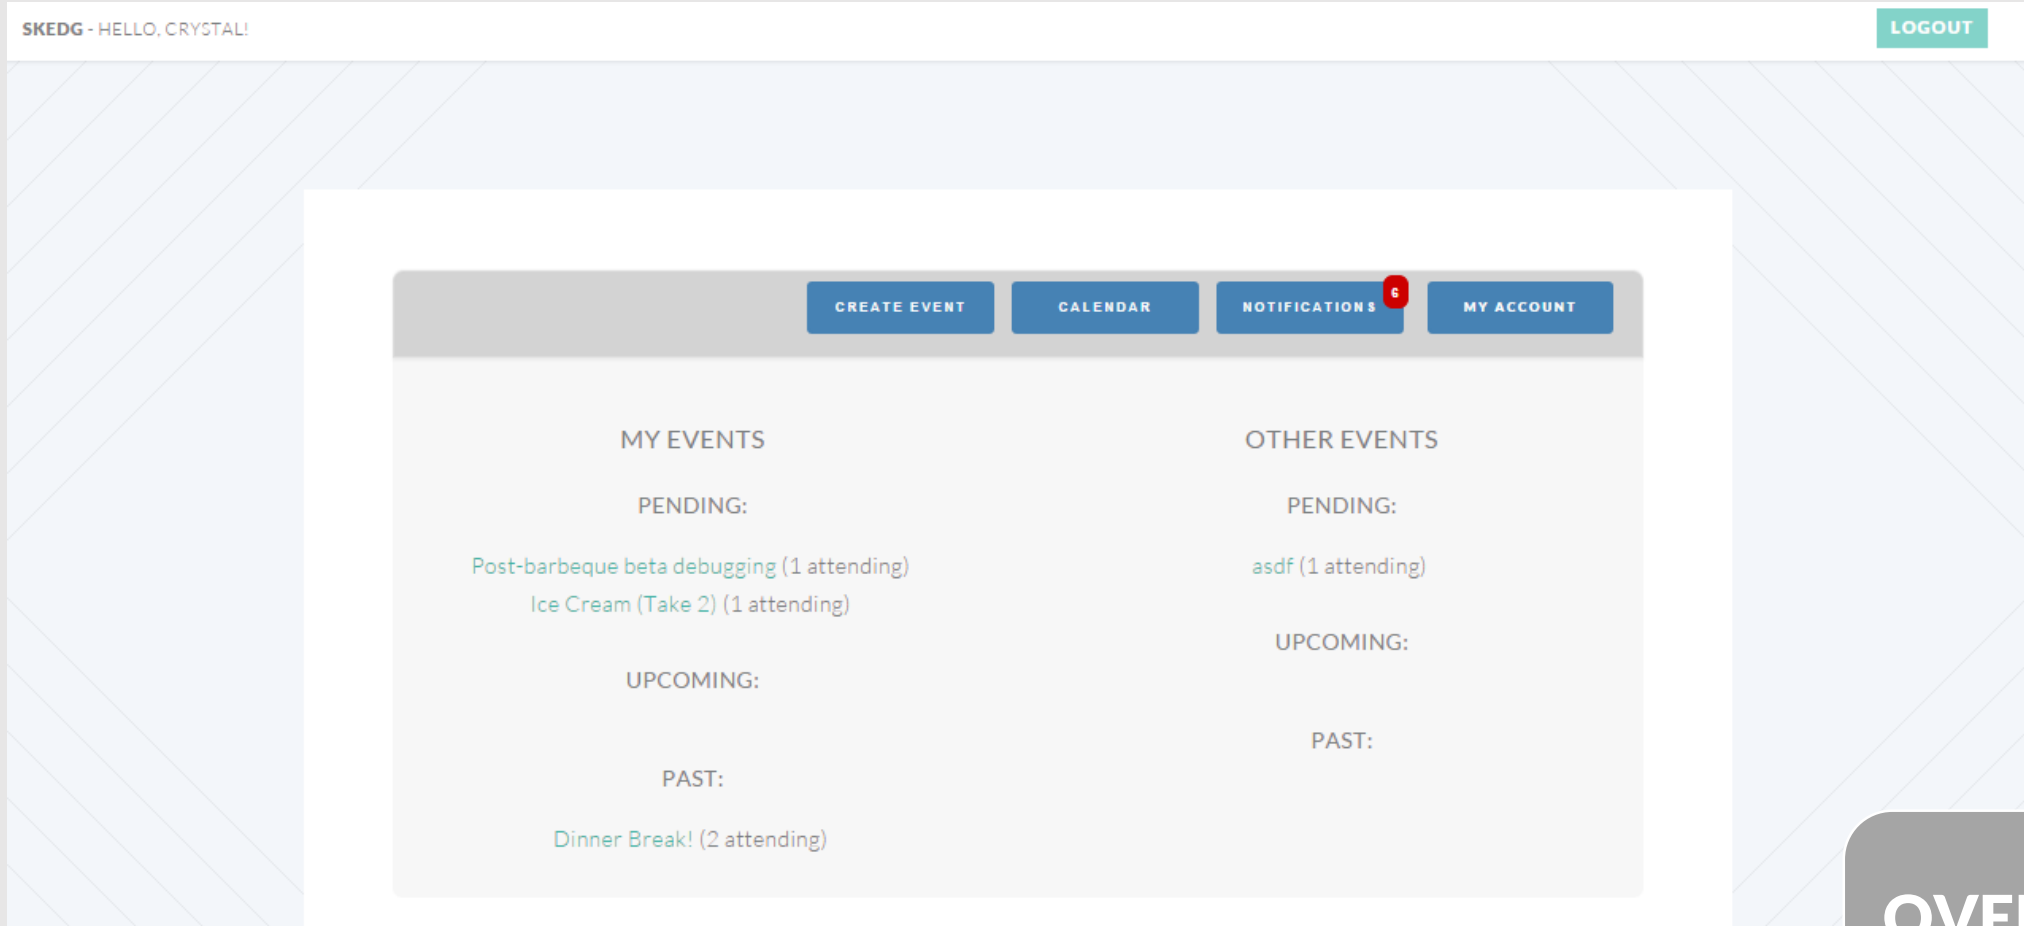 SKEDG - HELLO, CRYSTAL!
LOGOUT
CREATE EVENT
CALENDAR
NOTIFICATIONS
6
MY ACCOUNT
MY EVENTS
PENDING:
Post-barbeque beta debugging (1 attending)
Ice Cream (Take 2) (1 attending)
UPCOMING:
PAST:
Dinner Break! (2 attending)
OTHER EVENTS
PENDING:
asdf (1 attending)
UPCOMING:
PAST: